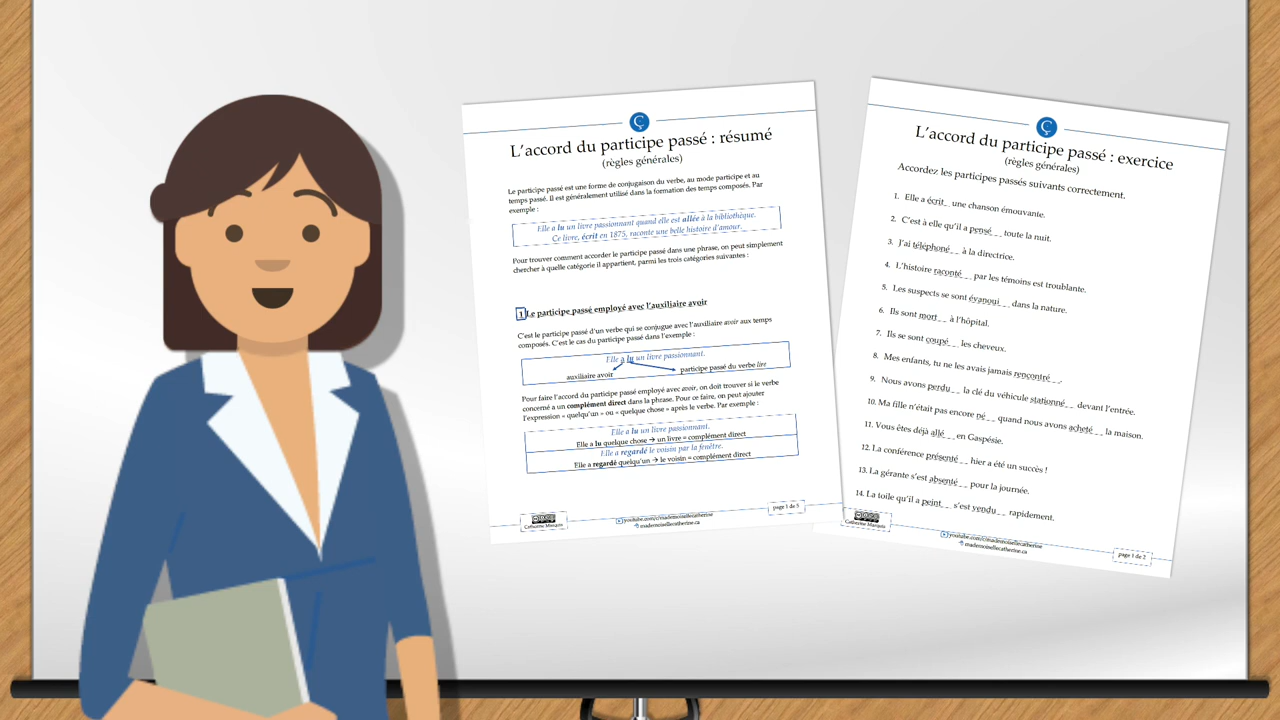 Ç
L'accord du participe passé : résumé
(règles générales)
Le participe passé est une forme de conjugaison du verbe, au mode participe et au
temps passé. Il est généralement utilisé dans la formation des temps composés. Par
exemple :
Elle a lu un livre passionnant quand elle est allée à la bibliothèque.
Ce livre, écrit en 1875, raconte une belle histoire d'amour.
Pour trouver comment accorder le participe passé dans une phrase, on peut simplement
chercher à quelle catégorie il appartient, parmi les trois catégories suivantes :
1 Le participe passé employé avec l'auxiliaire avoir
C'est le participe passé d'un verbe qui se conjugue avec l'auxiliaire avoir aux temps
composés. C'est le cas du participe passé dans l'exemple :
Elle a lu un livre passionnant.
auxiliaire avoir participe passé du verbe lire
Pour faire l'accord du participe passé employé avec avoir, on doit trouver si le verbe
concerné a un complément direct dans la phrase. Pour ce faire, on peut ajouter
l'expression « quelqu'un » ou « quelque chose » après le verbe. Par exemple :
Elle a lu un livre passionnant.
Elle a lu quelque chose → un livre = complément direct
Elle a regardé le voisin par la fenêtre.
Elle a regardé quelqu'un → le voisin = complément direct
Catherine Marquis
youtube.com/c/mademoisellecatherine
mademoisellecatherine.ca
page 1 de 3
Ç
L'accord du participe passé : exercice
(règles générales)
Accordez les participes passés suivants correctement.
1. Elle a écrit_ une chanson émouvante.
2. C'est à elle qu'il a pensé_ _ toute la nuit.
3. J'ai téléphoné_ _ à la directrice.
4. L'histoire raconté_ _ par les témoins est troublante.
5. Les suspects se sont évanoui_ _ dans la nature.
6. Ils sont mort_ _ à l'hôpital.
7. Ils se sont coupé_ _ les cheveux.
8. Mes enfants, tu ne les avais jamais rencontré_ _.
9. Nous avons perdu_ _ la clé du véhicule stationné_ _ devant l'entrée.
10. Ma fille n'était pas encore né_ _ quand nous avons acheté_ _ la maison.
11. Vous êtes déjà allé_ _ en Gaspésie.
12. La conférence présenté_ _ hier a été un succès !
13. La gérante s'est absenté_ _ pour la journée.
14. La toile qu'il a peint_ _ s'est vendu_ _ rapidement.
Catherine Marquis
youtube.com/c/mademoisellecatherine
mademoisellecatherine.ca
page 1 de 2